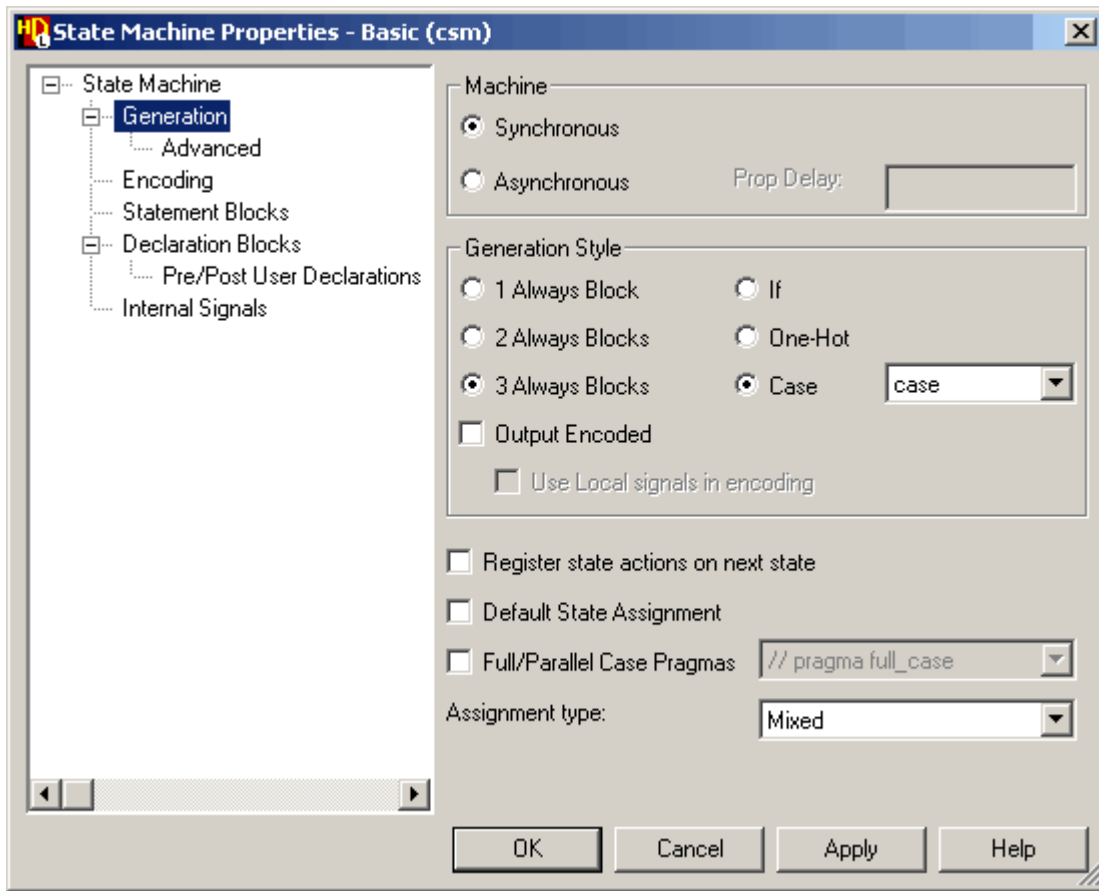 HDL State Machine Properties - Basic (csm)
State Machine
Generation
Advanced
Encoding
Statement Blocks
Declaration Blocks
Pre/Post User Declarations
Internal Signals
Machine
Synchronous
Asynchronous Prop Delay:
Generation Style
1 Always Block If
2 Always Blocks One-Hot
3 Always Blocks Case case
Output Encoded
Use Local signals in encoding
Register state actions on next state
Default State Assignment
Full/Parallel Case Pragmas // pragma full_case
Assignment type: Mixed
OK Cancel Apply Help